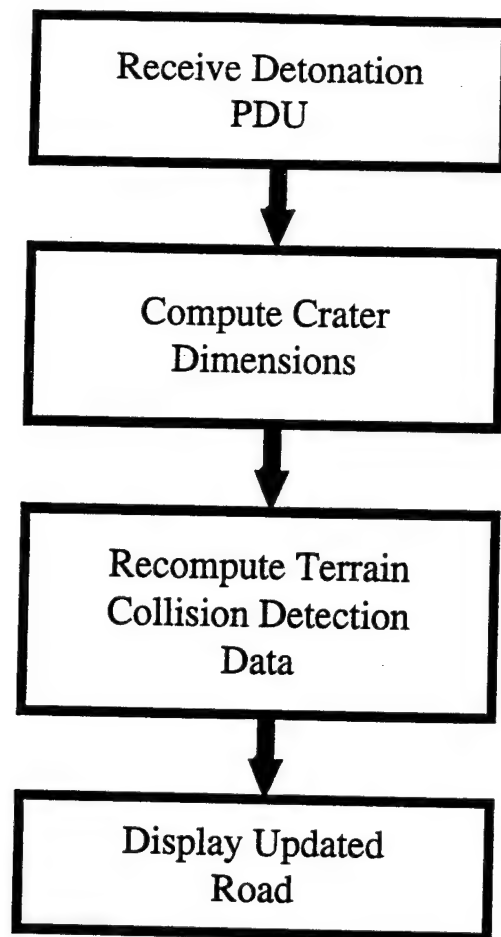 Receive Detonation
PDU
Compute Crater
Dimensions
Recompute Terrain
Collision Detection
Data
Display Updated
Road